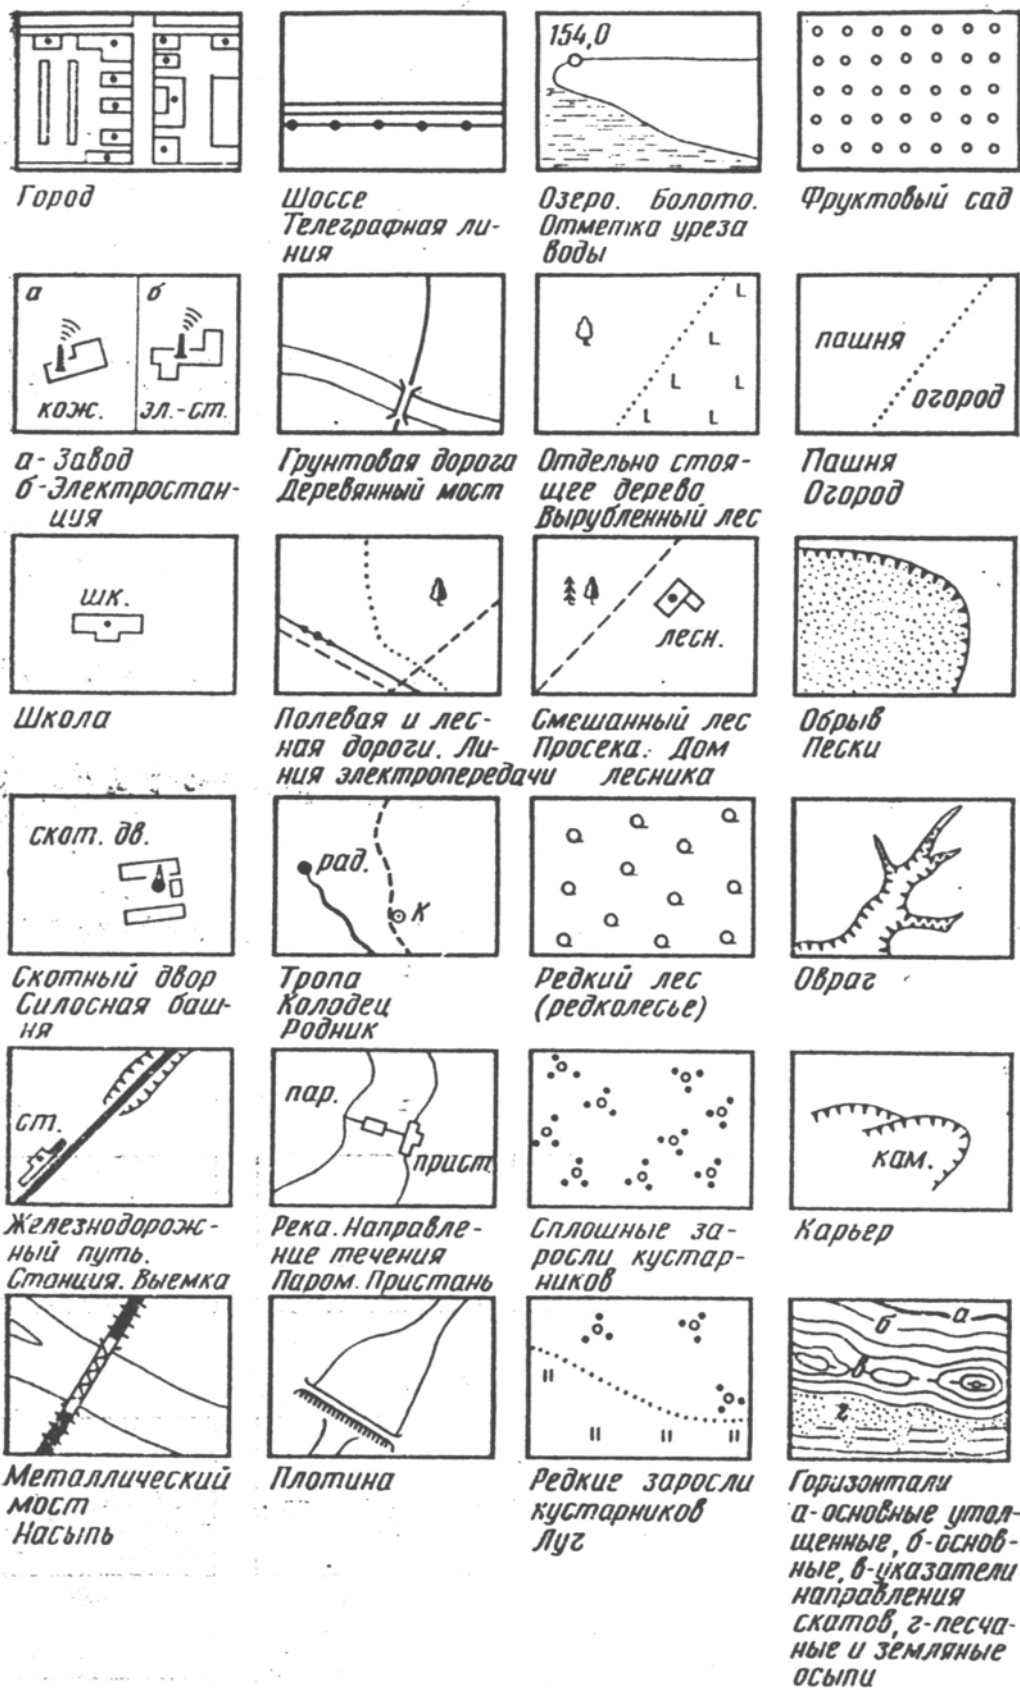 Город
154,0
Шоссе
Телеграфная ли-
ния
Озеро. Болото.
Отметка уреза
воды
Фруктовый сад
а
б
кож.
эл.-ст.
а-Завод
б-Электростан-
ция
Грунтовая дорога
Деревянный мост
Отдельно стоя-
щее дерево
Вырубленный лес
пашня
огород
Пашня
Огород
шк.
Школа
Полевая и лес-
ная дороги. Ли-
ния электропередачи
лесн.
Смешанный лес
Просека. Дом
лесника
Обрыв
Пески
скот. дв.
Скотный двор
Силосная баш-
ня
рад.
К
Тропа
Колодец
Родник
Редкий лес
(редколесье)
Овраг
ст.
Железнодорож-
ный путь.
Станция. Выемка
пар.
прист
Река. Направле-
ние течения
Паром. Пристань
Сплошные за-
росли кустар-
ников
кам.
Карьер
Металлический
мост
Насыпь
Плотина
Редкие заросли
кустарников
Луг
а
б
в
г
Горизонтали
а-основные утол-
щенные, б-основ-
ные, в-указатели
направления
скатов, г-песча-
ные и земляные
осыпи